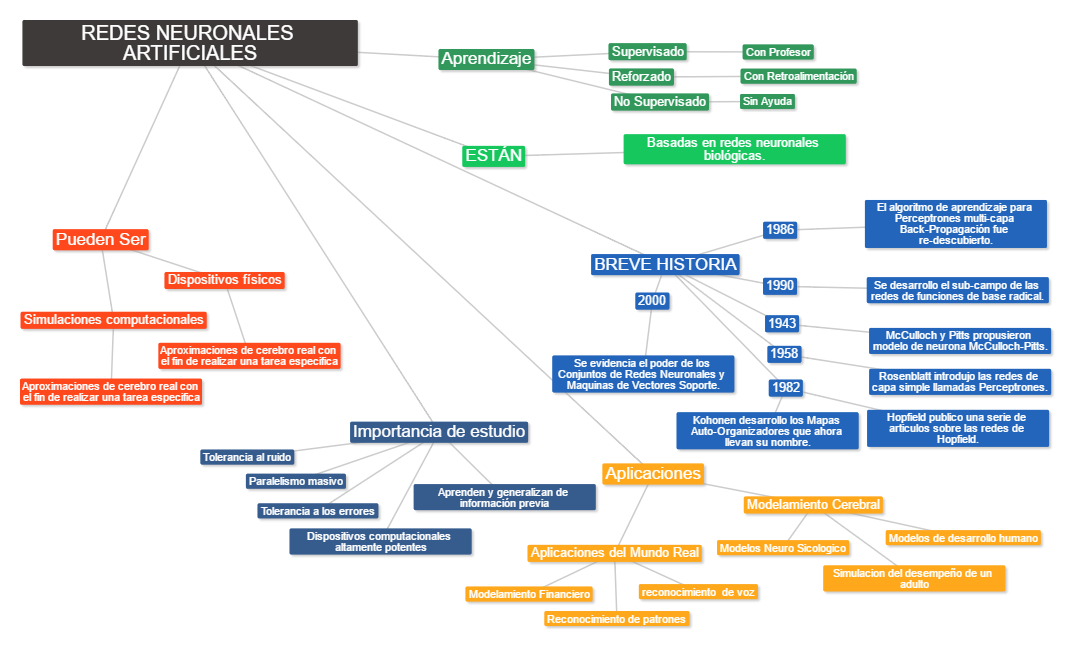 REDES NEURONALES
ARTIFICIALES
Aprendizaje
Supervisado
Con Profesor
Reforzado
Con Retroalimentación
No Supervisado
Sin Ayuda
ESTÁN
Basadas en redes neuronales
biológicas.
Pueden Ser
Dispositivos físicos
Simulaciones computacionales
Aproximaciones de cerebro real con
el fin de realizar una tarea especifica
Aproximaciones de cerebro real con
el fin de realizar una tarea especifica
BREVE HISTORIA
1986
El algoritmo de aprendizaje para
Perceptrones multi-capa
Back-Propagación fue
re-descubierto.
1990
Se desarrollo el sub-campo de las
redes de funciones de base radical.
2000
Se evidencia el poder de los
Conjuntos de Redes Neuronales y
Maquinas de Vectores Soporte.
1943
McCulloch y Pitts propusieron
modelo de neurona McCulloch-Pitts.
1958
Rosenblatt introdujo las redes de
capa simple llamadas Perceptrones.
1982
Kohonen desarrollo los Mapas
Auto-Organizadores que ahora
llevan su nombre.
Hopfield publico una serie de
articulos sobre las redes de
Hopfield.
Importancia de estudio
Tolerancia al ruido
Paralelismo masivo
Tolerancia a los errores
Dispositivos computacionales
altamente potentes
Aprenden y generalizan de
información previa
Aplicaciones
Modelamiento Cerebral
Modelos Neuro Sicologico
Modelos de desarrollo humano
Simulacion del desempeño de un
adulto
Aplicaciones del Mundo Real
Modelamiento Financiero
reconocimiento de voz
Reconocimiento de patrones